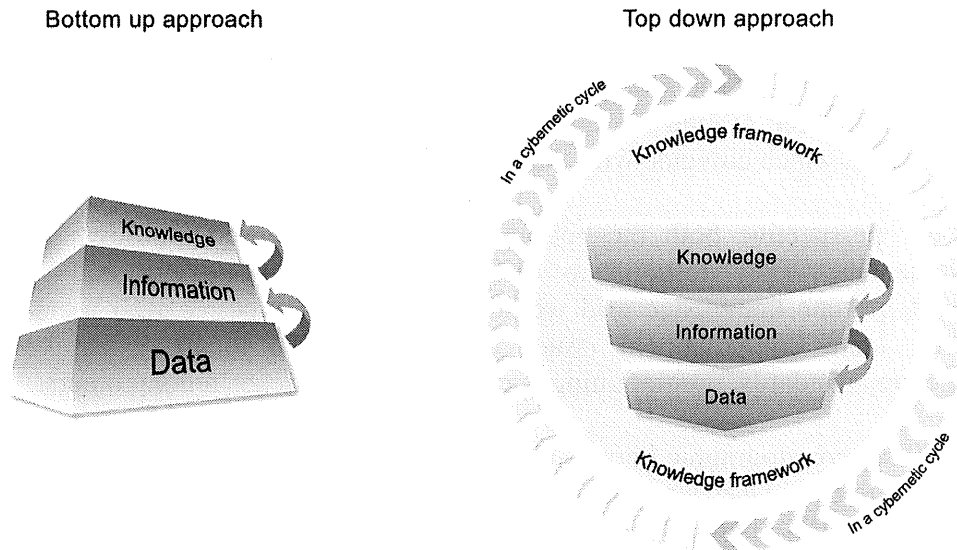 Bottom up approach
Knowledge
Information
Data
Top down approach
In a cybernetic cycle
Knowledge framework
Knowledge
Information
Data
Knowledge framework
In a cybernetic cycle